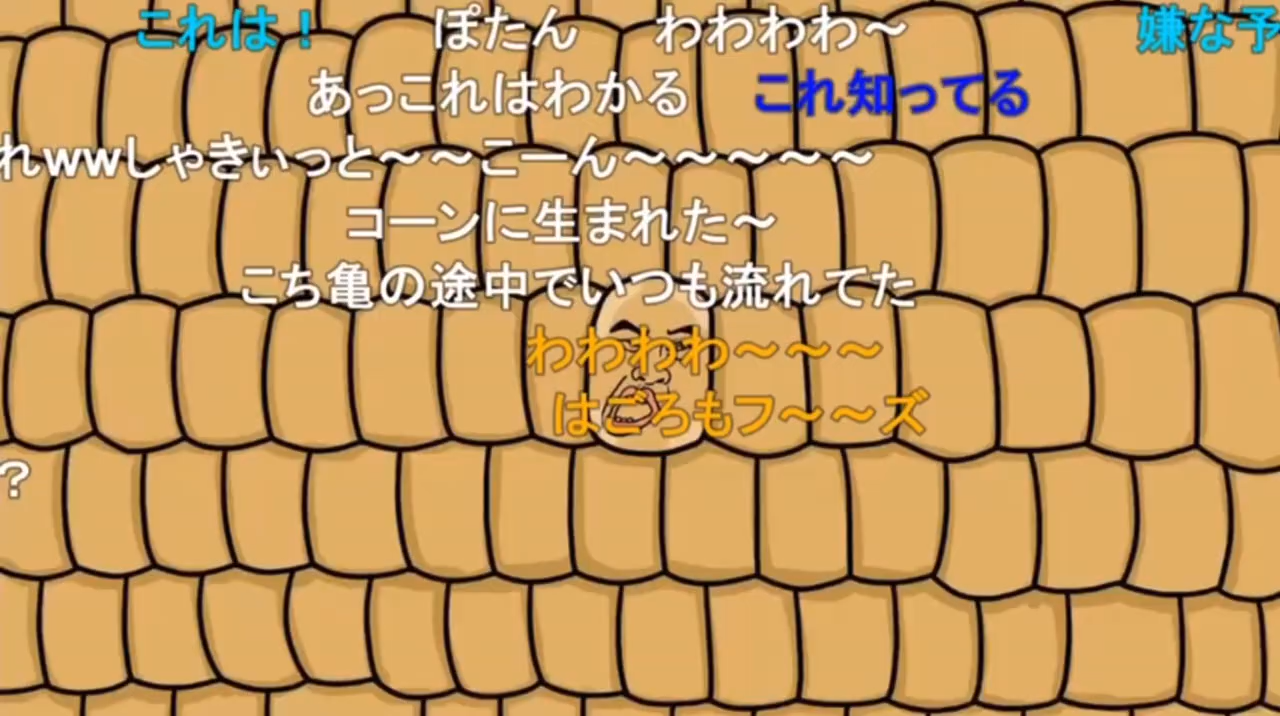 これは！ ぽたん わわわわ～ 嫌な予
あっこれはわかる これ知ってる
れwwしゃきぃっと～～こーん～～～～～
コーンに生まれた～
こち亀の途中でいつも流れてた
わわわわ～～～
はごろもフ～～ズ
？